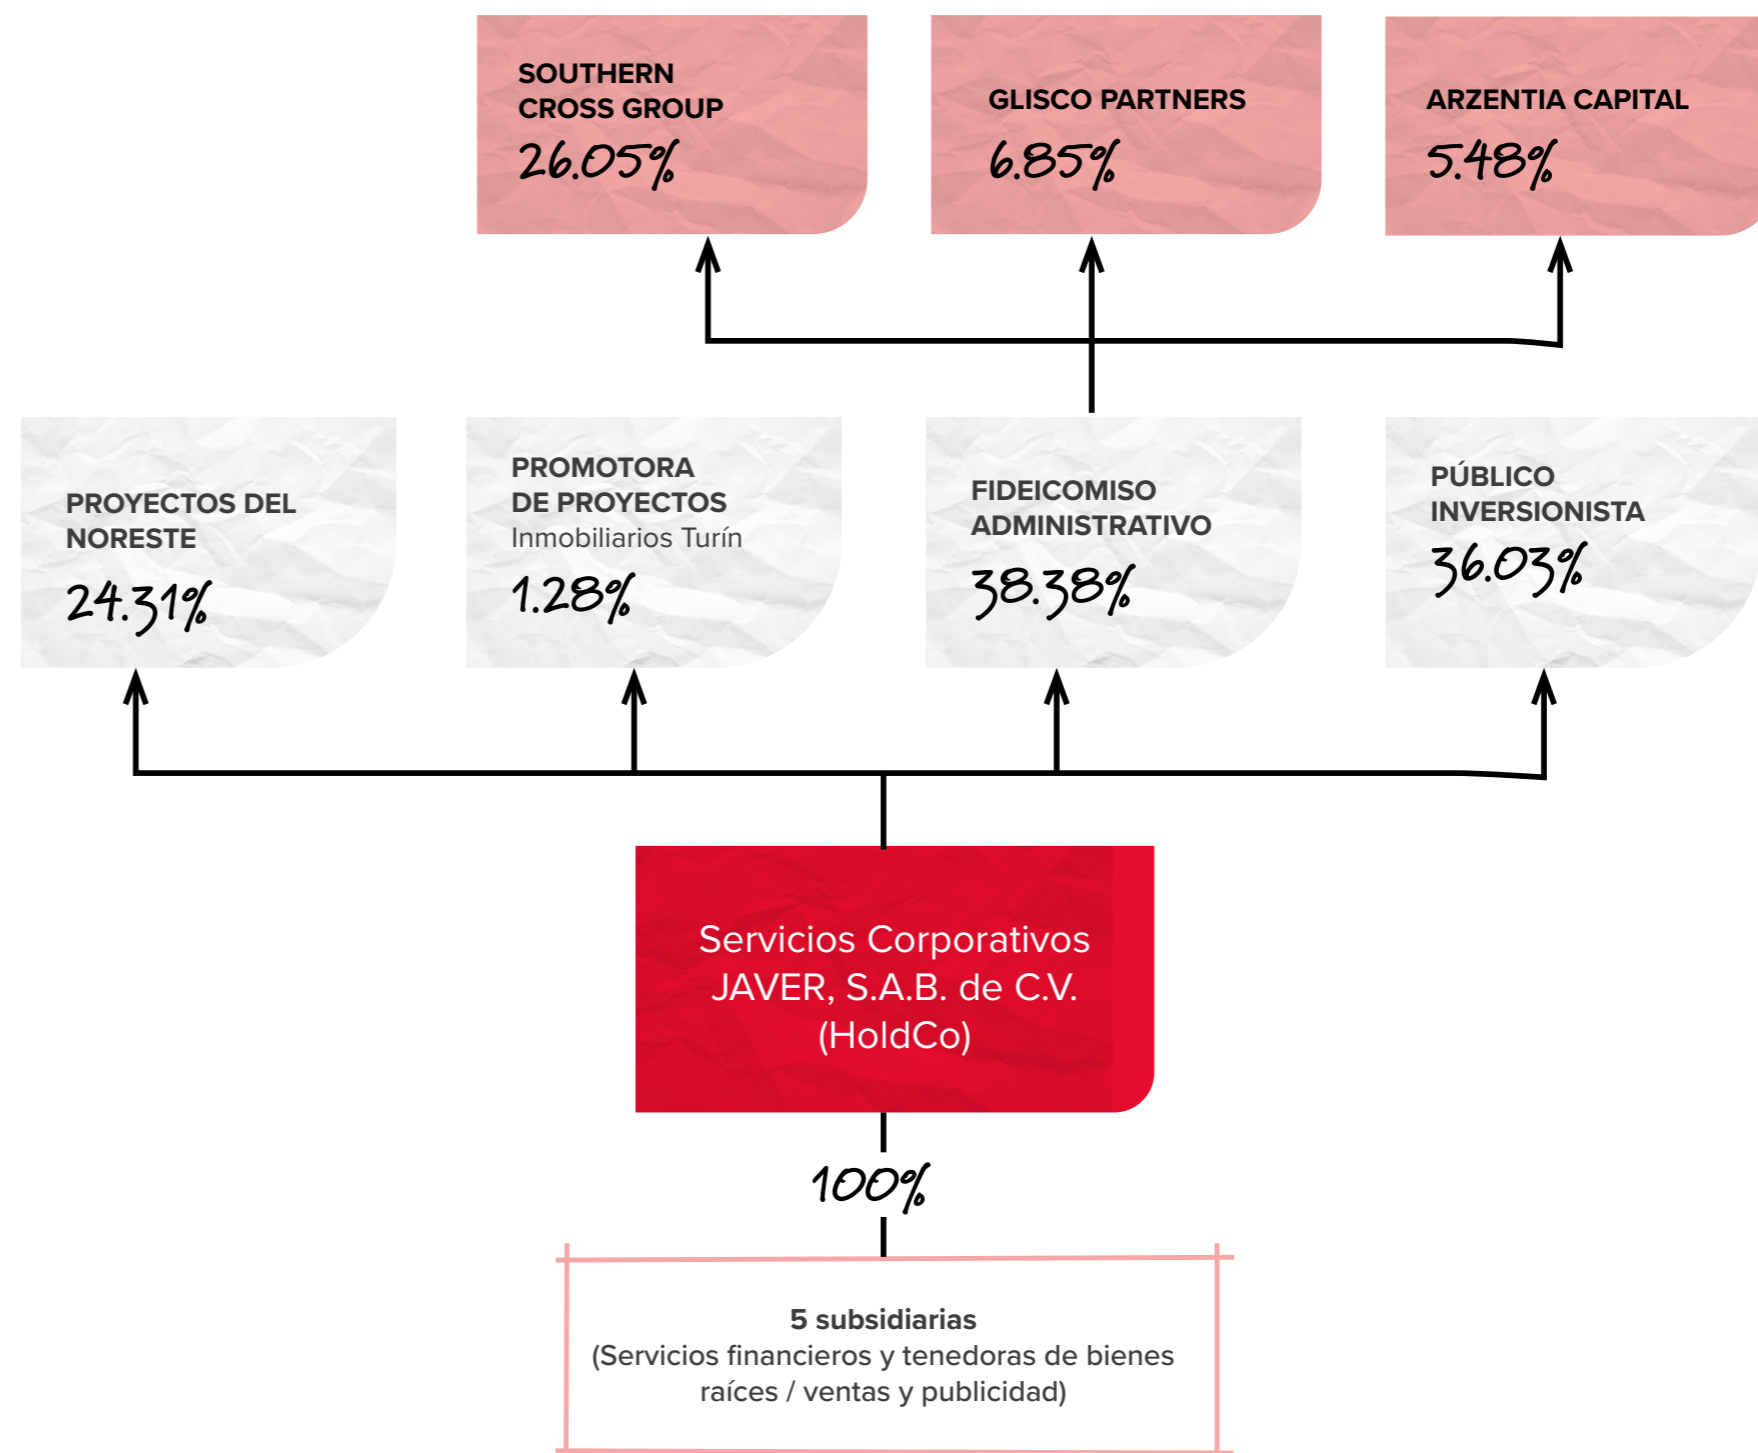 SOUTHERN
CROSS GROUP
26.05%
GLISCO PARTNERS
6.85%
ARZENTIA CAPITAL
5.48%
PROYECTOS DEL
NORESTE
24.31%
PROMOTORA
DE PROYECTOS
Inmobiliarios Turín
1.28%
FIDEICOMISO
ADMINISTRATIVO
38.38%
PÚBLICO
INVERSIONISTA
36.03%
Servicios Corporativos
JAVER, S.A.B. de C.V.
(HoldCo)
100%
5 subsidiarias
(Servicios financieros y tenedoras de bienes
raíces / ventas y publicidad)